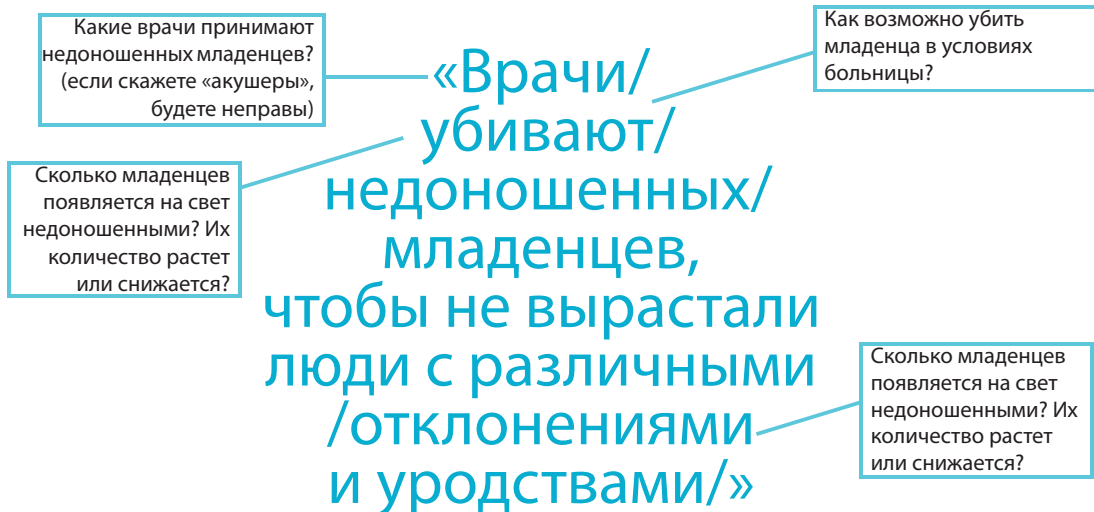 Какие врачи принимают
недоношенных младенцев?
(если скажете «акушеры»,
будете неправы)
Как возможно убить
младенца в условиях
больницы?
«Врачи/
убивают/
недоношенных/
младенцев,
чтобы не вырастали
люди с различными
/отклонениями
и уродствами/»
Сколько младенцев
появляется на свет
недоношенными? Их
количество растет
или снижается?
Сколько младенцев
появляется на свет
недоношенными? Их
количество растет
или снижается?